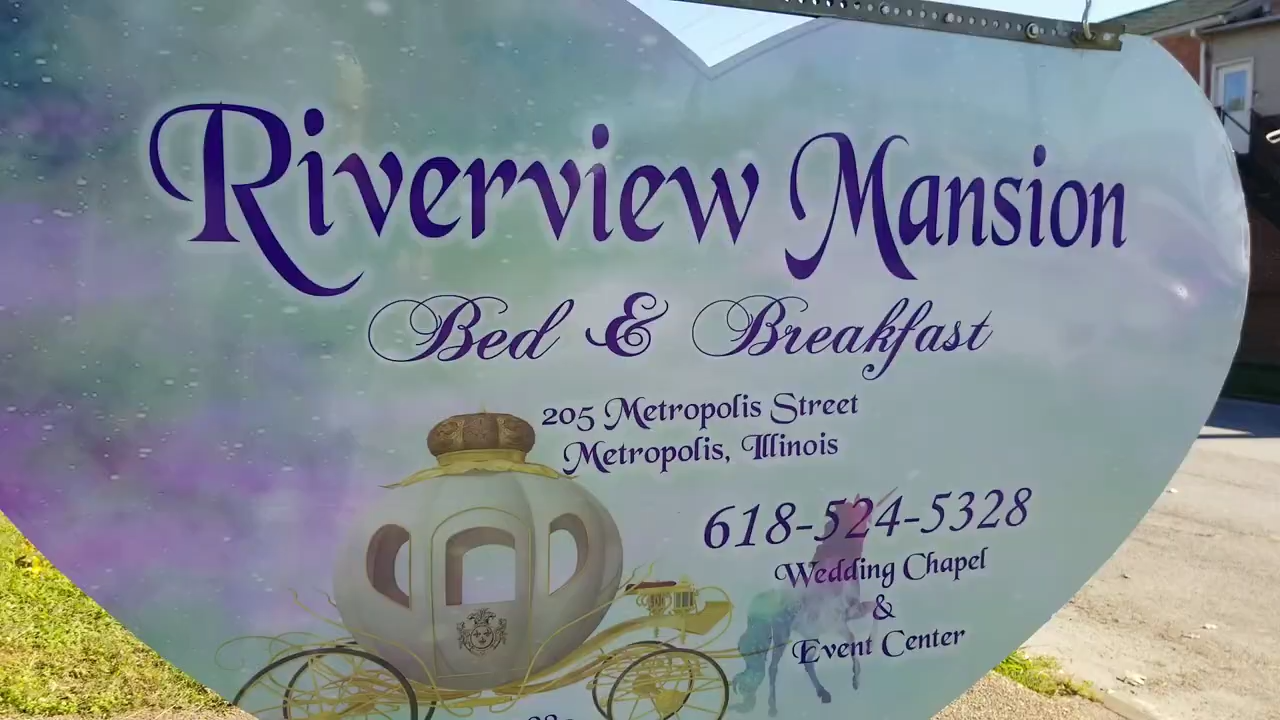 Riverview Mansion
Bed & Breakfast
205 Metropolis Street
Metropolis, Illinois
618-524-5328
Wedding Chapel
&
Event Center